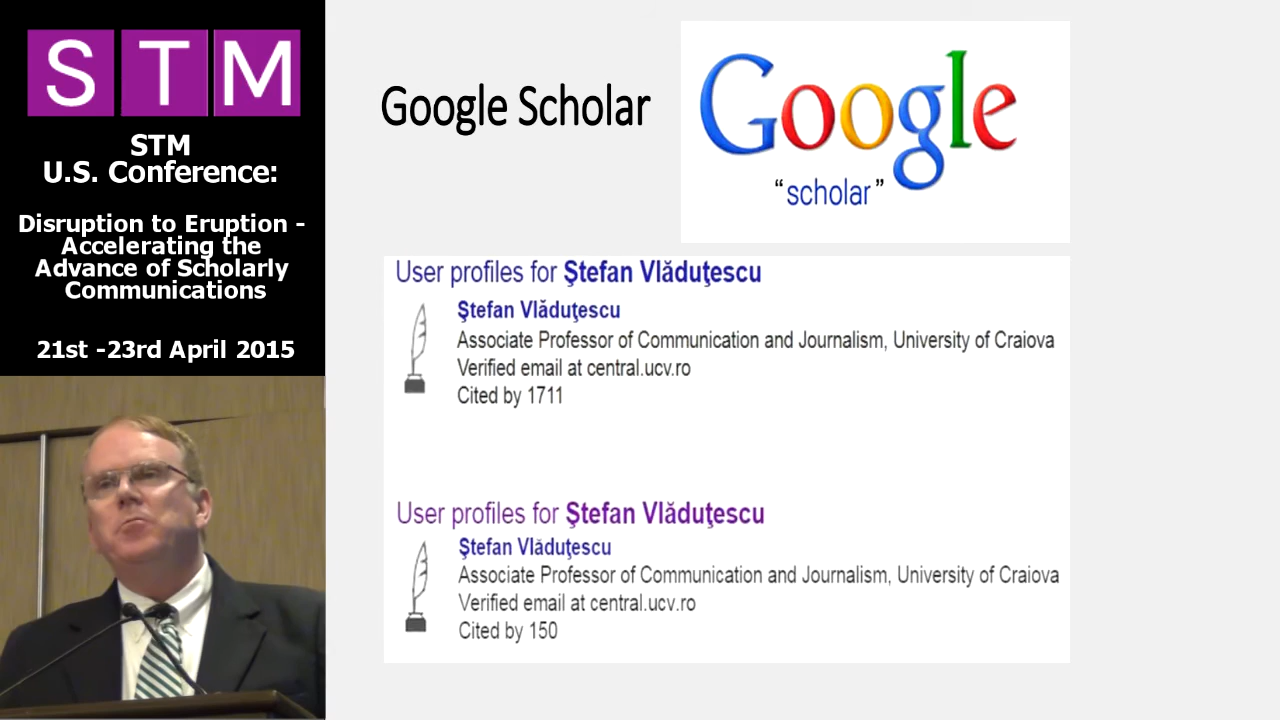 STM
STM
U.S. Conference:
Disruption to Eruption -
Accelerating the
Advance of Scholarly
Communications
21st -23rd April 2015
Google Scholar
Google
“scholar”
User profiles for Ştefan Vlăduţescu
Ştefan Vlăduţescu
Associate Professor of Communication and Journalism, University of Craiova
Verified email at central.ucv.ro
Cited by 1711
User profiles for Ştefan Vlăduţescu
Ştefan Vlăduţescu
Associate Professor of Communication and Journalism, University of Craiova
Verified email at central.ucv.ro
Cited by 150